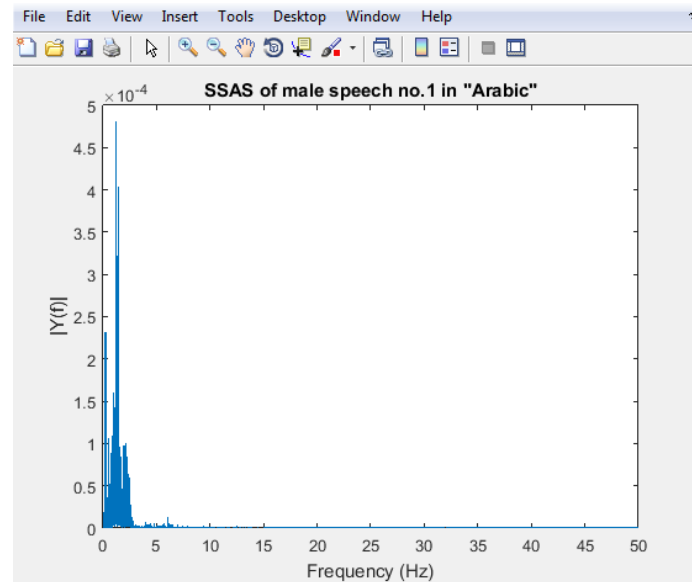 File Edit View Insert Tools Desktop Window Help
SSAS of male speech no.1 in "Arabic"
×10-4
5
4.5
4
3.5
3
2.5
2
1.5
1
0.5
0
|Y(f)|
0 5 10 15 20 25 30 35 40 45 50
Frequency (Hz)